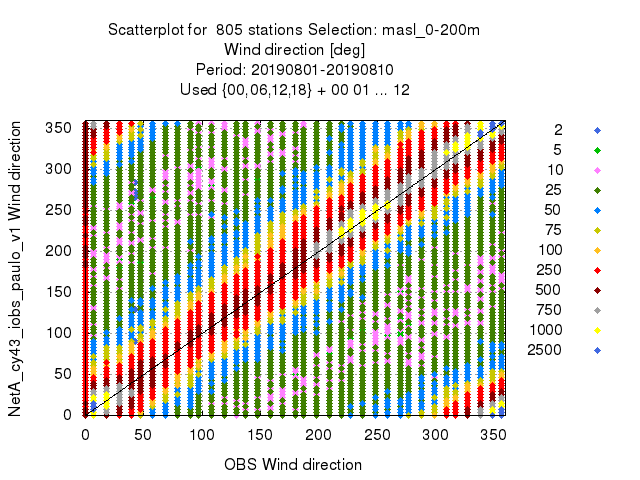 Scatterplot for 805 stations Selection: masl_0-200m
Wind direction [deg]
Period: 20190801-20190810
Used {00,06,12,18} + 00 01 ... 12
NetA_cy43_iobs_paulo_v1 Wind direction
350
300
250
200
150
100
50
0
0 50 100 150 200 250 300 350
OBS Wind direction
2
5
10
25
50
75
100
250
500
750
1000
2500